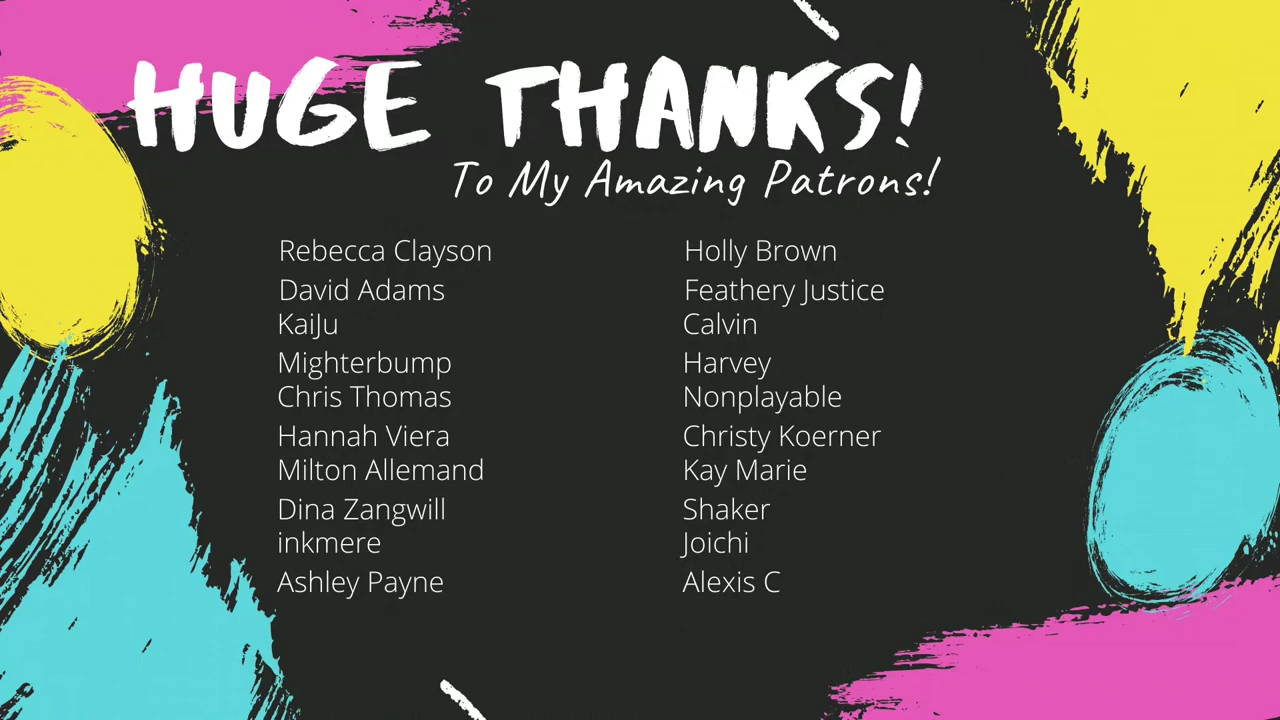 HUGE THANKS!
To My Amazing Patrons!
Rebecca Clayson
David Adams
KaiJu
Mighterbump
Chris Thomas
Hannah Viera
Milton Allemand
Dina Zangwill
inkmere
Ashley Payne
Holly Brown
Feathery Justice
Calvin
Harvey
Nonplayable
Christy Koerner
Kay Marie
Shaker
Joichi
Alexis C